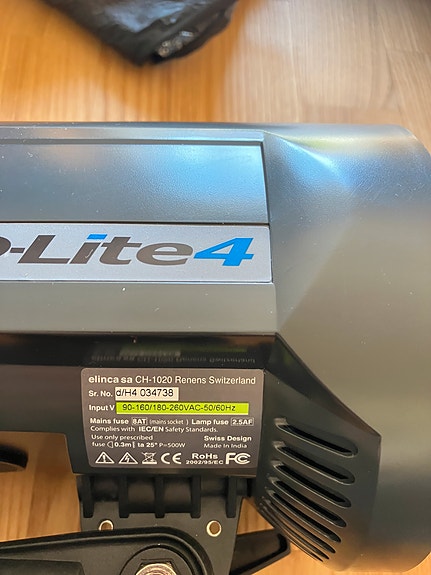 -Lite4
elinca sa CH-1020 Renens Switzerland
Sr. No. d/H4 034738
Input V 90-160/180-260VAC-50/60Hz
Mains fuse 8AT (mains socket) Lamp fuse 2.5AF
Complies with IEC/EN Safety Standards.
Use only prescribed Swiss Design
fuse 0.3m ta 25° P=500W Made In India
CE RoHs FC
2002/95/EC